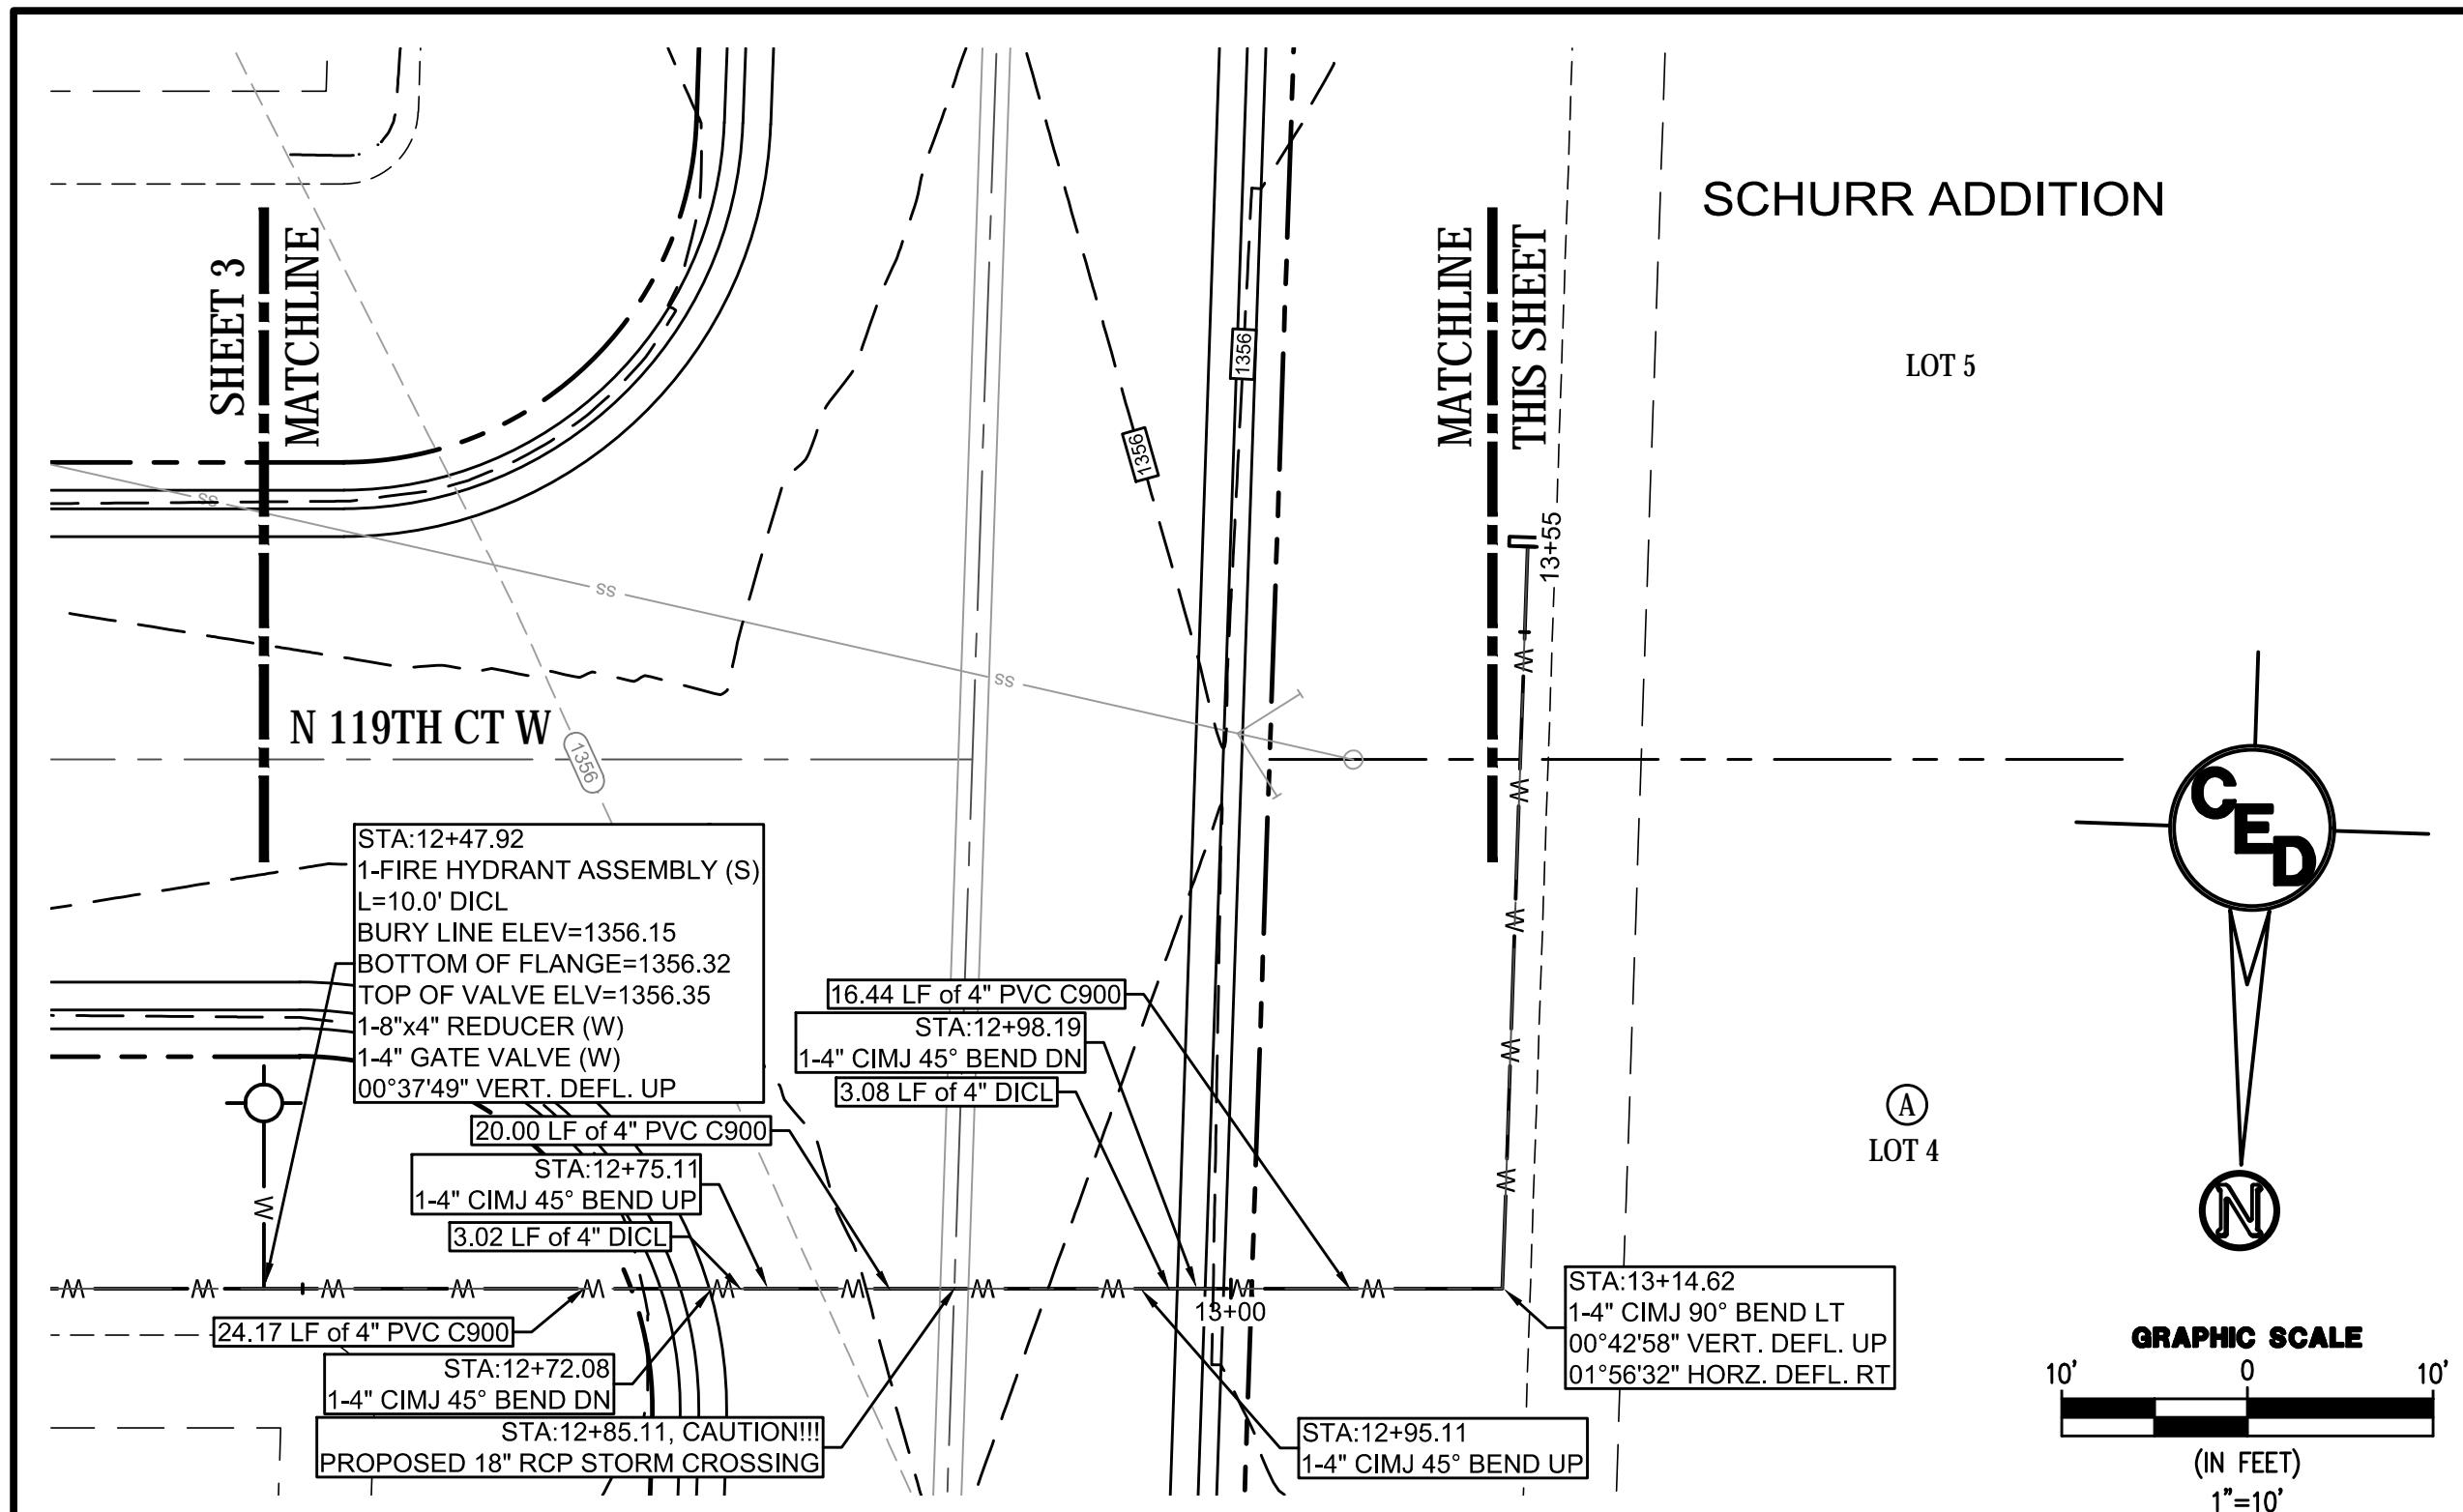 SCHURR ADDITION
SHEET 3
MATCHLINE
MATCHLINE
THIS SHEET
LOT 5
1356
1356
13+55
SS
SS
SS
N 119TH CT W
1356
CED
STA:12+47.92
1-FIRE HYDRANT ASSEMBLY (S)
L=10.0' DICL
BURY LINE ELEV=1356.15
BOTTOM OF FLANGE=1356.32
TOP OF VALVE ELV=1356.35
1-8"x4" REDUCER (W)
1-4" GATE VALVE (W)
00°37'49" VERT. DEFL. UP
16.44 LF of 4" PVC C900
STA:12+98.19
1-4" CIMJ 45° BEND DN
3.08 LF of 4" DICL
20.00 LF of 4" PVC C900
STA:12+75.11
1-4" CIMJ 45° BEND UP
3.02 LF of 4" DICL
A
LOT 4
N
W
W
W
W
W
W
W W W W W W W W W W W
13+00
24.17 LF of 4" PVC C900
STA:12+72.08
1-4" CIMJ 45° BEND DN
STA:12+85.11, CAUTION!!!
PROPOSED 18" RCP STORM CROSSING
STA:12+95.11
1-4" CIMJ 45° BEND UP
STA:13+14.62
1-4" CIMJ 90° BEND LT
00°42'58" VERT. DEFL. UP
01°56'32" HORZ. DEFL. RT
GRAPHIC SCALE
10' 0 10'
(IN FEET)
1"=10'